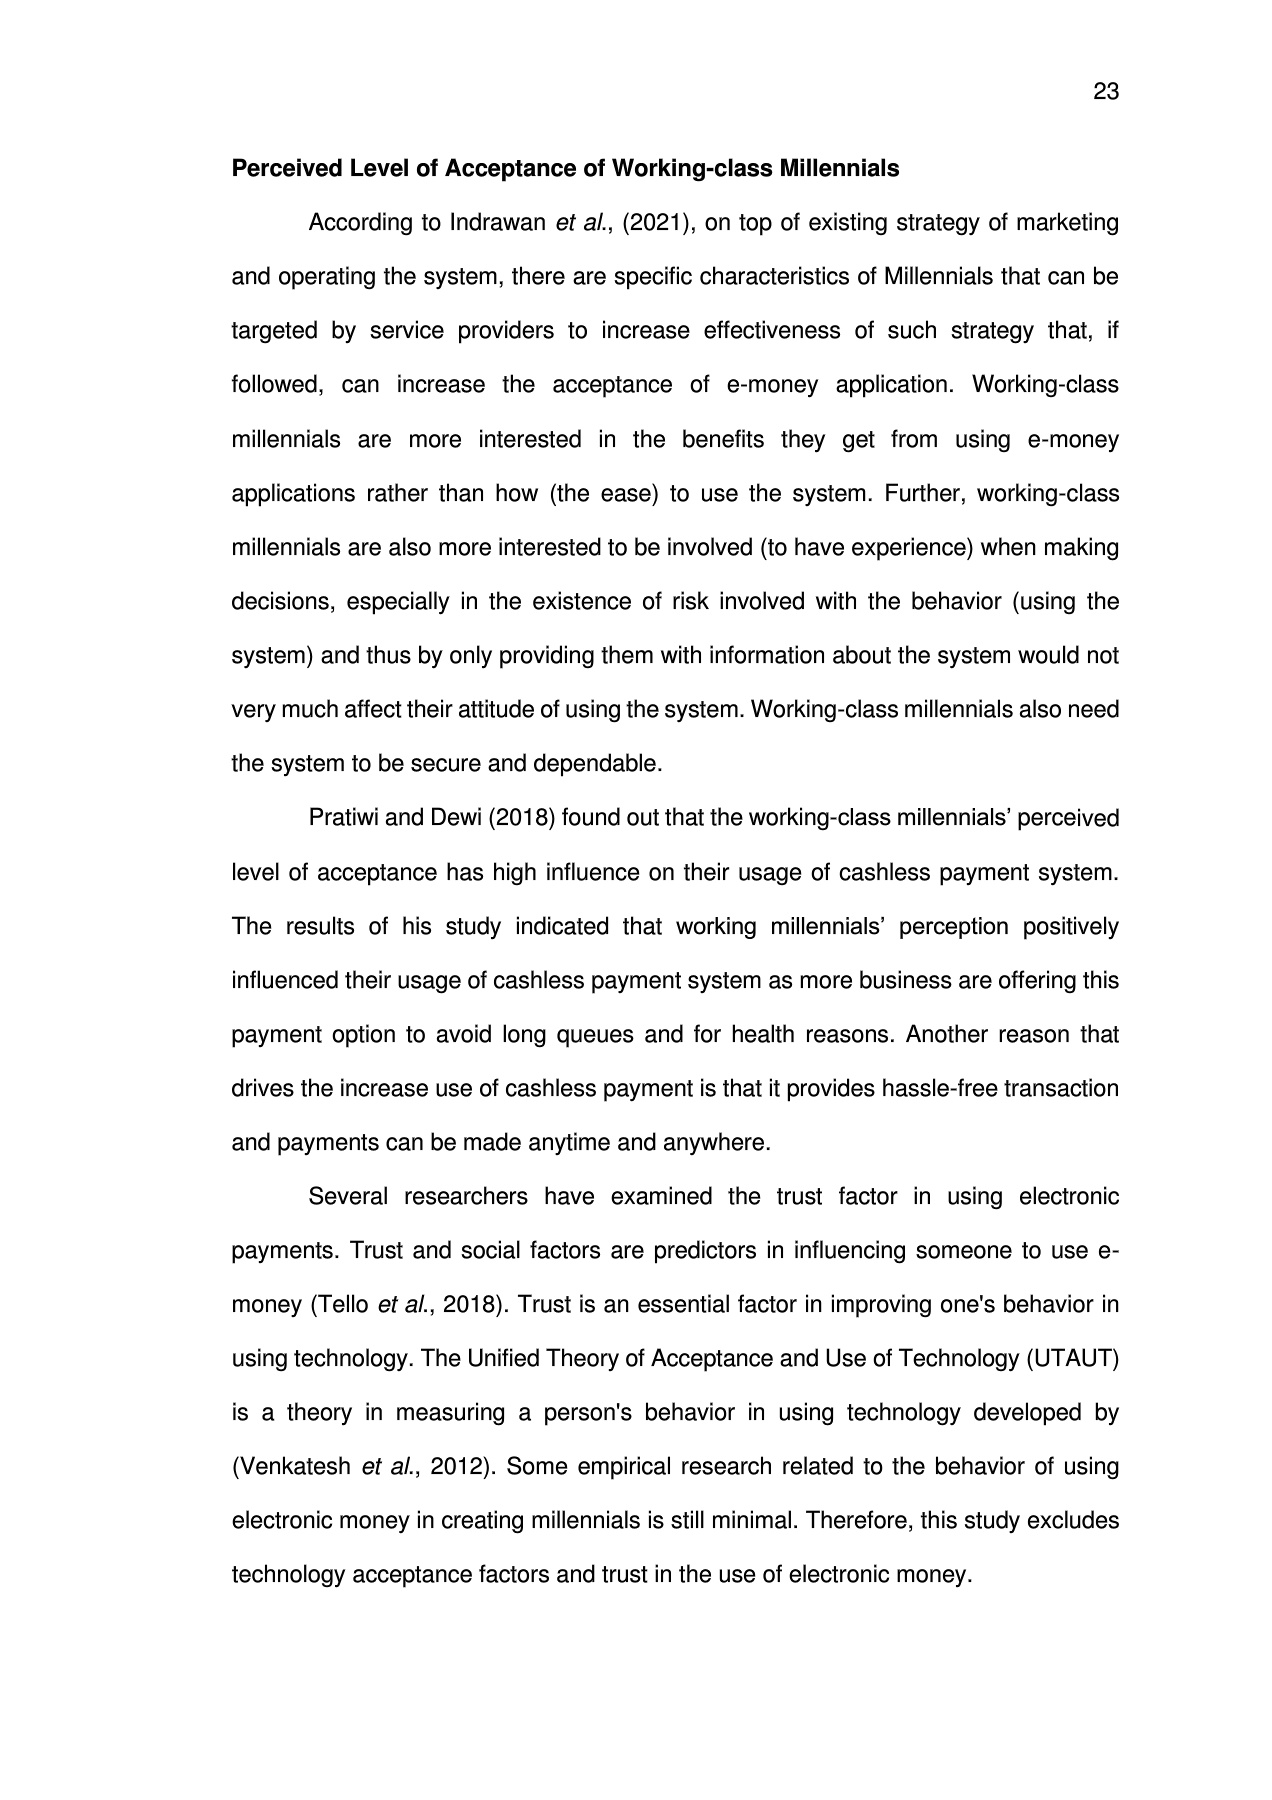 23
Perceived Level of Acceptance of Working-class Millennials
According to Indrawan et al., (2021), on top of existing strategy of marketing
and operating the system, there are specific characteristics of Millennials that can be
targeted by service providers to increase effectiveness of such strategy that, if
followed, can increase the acceptance of e-money application. Working-class
millennials are more interested in the benefits they get from using e-money
applications rather than how (the ease) to use the system. Further, working-class
millennials are also more interested to be involved (to have experience) when making
decisions, especially in the existence of risk involved with the behavior (using the
system) and thus by only providing them with information about the system would not
very much affect their attitude of using the system. Working-class millennials also need
the system to be secure and dependable.
Pratiwi and Dewi (2018) found out that the working-class millennials’ perceived
level of acceptance has high influence on their usage of cashless payment system.
The results of his study indicated that working millennials’ perception positively
influenced their usage of cashless payment system as more business are offering this
payment option to avoid long queues and for health reasons. Another reason that
drives the increase use of cashless payment is that it provides hassle-free transaction
and payments can be made anytime and anywhere.
Several researchers have examined the trust factor in using electronic
payments. Trust and social factors are predictors in influencing someone to use e-
money (Tello et al., 2018). Trust is an essential factor in improving one's behavior in
using technology. The Unified Theory of Acceptance and Use of Technology (UTAUT)
is a theory in measuring a person's behavior in using technology developed by
(Venkatesh et al., 2012). Some empirical research related to the behavior of using
electronic money in creating millennials is still minimal. Therefore, this study excludes
technology acceptance factors and trust in the use of electronic money.